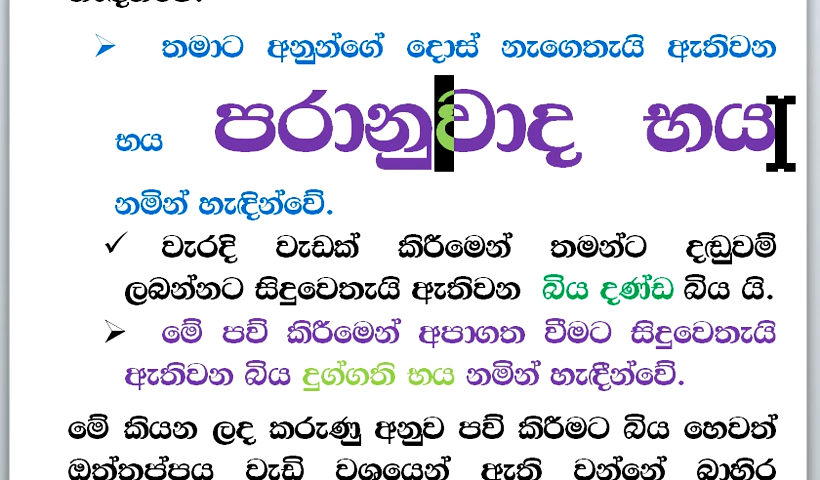 තමාට අනුන්ගේ දොස් නැගෙතැයි ඇතිවන
භය පරානුවාද භය
නමින් හැඳින්වේ.
වැරදි වැඩක් කිරීමෙන් තමන්ට දඬුවම්
ලබන්නට සිදුවෙතැයි ඇතිවන බිය දණ්ඩ බිය යි.
මේ පව් කිරීමෙන් අපාගත වීමට සිදුවෙතැයි
ඇතිවන බිය දුග්ගති භය නමින් හැඳීන්වේ.
මේ කියන ලද කරුණු අනුව පව් කිරීමට බිය හෙවත්
ඔත්තප්පය වැඩි වශයෙන් ඇති වන්නේ බාහිර